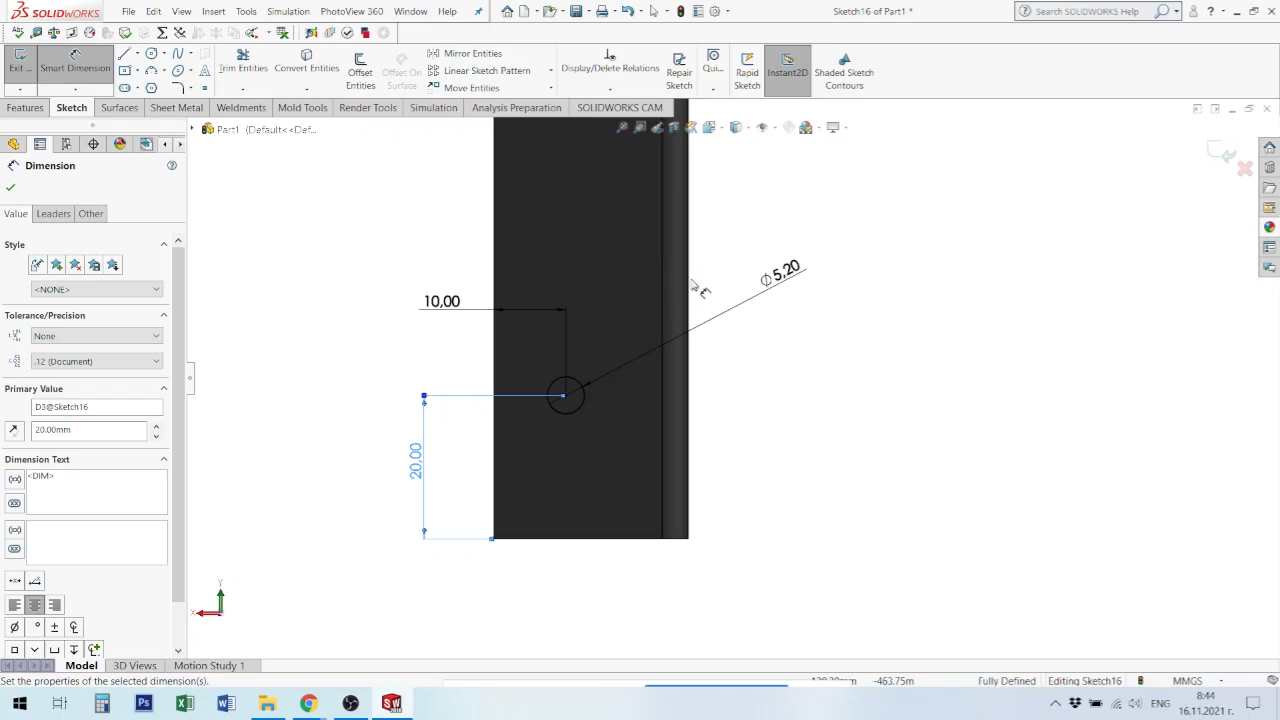 SOLIDWORKS File Edit View Insert Tools Simulation PhotoView 360 Window Help Sketch16 of Part1 * Search SOLIDWORKS Help
Exit ... Smart Dimension Trim Entities Convert Entities Offset Entities Offset On Surface Mirror Entities Linear Sketch Pattern Move Entities Display/Delete Relations Repair Sketch Qui... Rapid Sketch Instant2D Shaded Sketch Contours
Features Sketch Surfaces Sheet Metal Weldments Mold Tools Render Tools Simulation Analysis Preparation SOLIDWORKS CAM
Part1 (Default<<Def...
Dimension
Value Leaders Other
Style
<NONE>
Tolerance/Precision
None
.12 (Document)
Primary Value
D3@Sketch16
20.00mm
Dimension Text
<DIM>
∅5,20
10,00
20,00
Y
X
Model 3D Views Motion Study 1
Set the properties of the selected dimension(s). -463.75m Fully Defined Editing Sketch16 MMGS
ENG
8:44
16.11.2021 г.